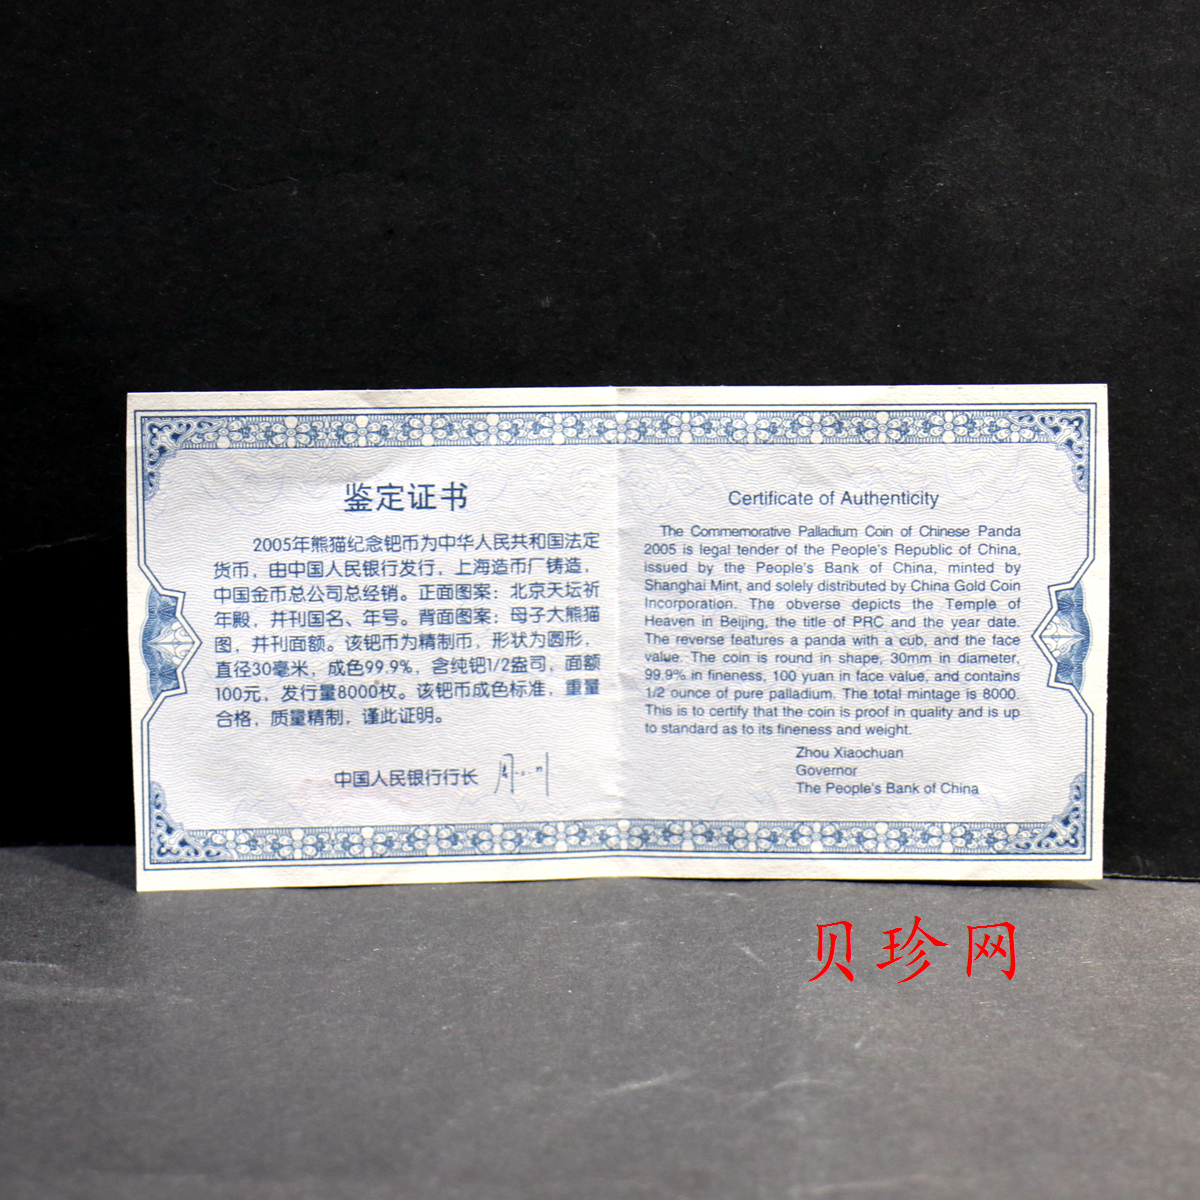 鉴定证书
2005年熊猫纪念钯币为中华人民共和国法定
货币，由中国人民银行发行，上海造币厂铸造，
中国金币总公司总经销。正面图案：北京天坛祈
年殿，并刊国名、年号。背面图案：母子大熊猫
图，并刊面额。该钯币为精制币，形状为圆形，
直径30毫米，成色99.9%，含纯钯1/2盎司，面额
100元，发行量8000枚。该钯币成色标准，重量
合格，质量精制，谨此证明。
中国人民银行行长
Certificate of Authenticity
The Commemorative Palladium Coin of Chinese Panda
2005 is legal tender of the People's Republic of China,
issued by the People's Bank of China, minted by
Shanghai Mint, and solely distributed by China Gold Coin
Incorporation. The obverse depicts the Temple of
Heaven in Beijing, the title of PRC and the year date.
The reverse features a panda with a cub, and the face
value. The coin is round in shape, 30mm in diameter,
99.9% in fineness, 100 yuan in face value, and contains
1/2 ounce of pure palladium. The total mintage is 8000.
This is to certify that the coin is proof in quality and is up
to standard as to its fineness and weight.
Zhou Xiaochuan
Governor
The People's Bank of China
贝珍网